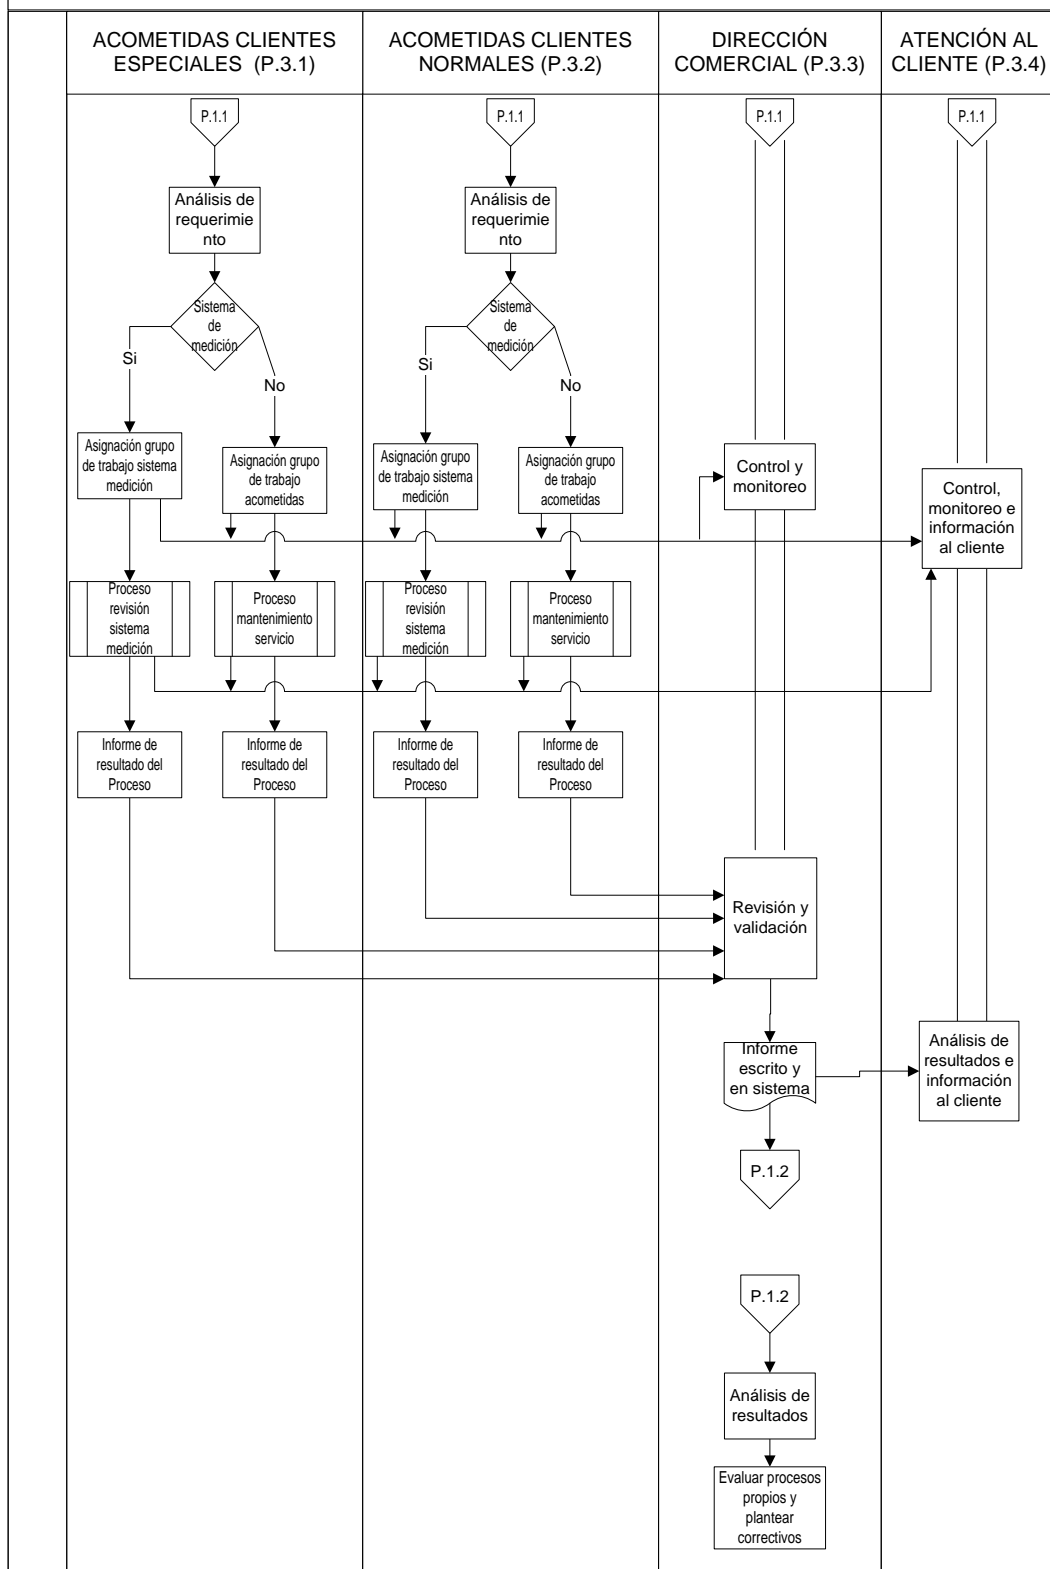 ACOMETIDAS CLIENTES
ESPECIALES (P.3.1)
ACOMETIDAS CLIENTES
NORMALES (P.3.2)
DIRECCIÓN
COMERCIAL (P.3.3)
ATENCIÓN AL
CLIENTE (P.3.4)
P.1.1
P.1.1
P.1.1
P.1.1
Análisis de
requerimie
nto
Análisis de
requerimie
nto
Sistema
de
medición
Sistema
de
medición
Si
No
Si
No
Asignación grupo
de trabajo sistema
medición
Asignación grupo
de trabajo
acometidas
Asignación grupo
de trabajo sistema
medición
Asignación grupo
de trabajo
acometidas
Control y
monitoreo
Control,
monitoreo e
información
al cliente
Proceso
revisión
sistema
medición
Proceso
mantenimiento
servicio
Proceso
revisión
sistema
medición
Proceso
mantenimiento
servicio
Informe de
resultado del
Proceso
Informe de
resultado del
Proceso
Informe de
resultado del
Proceso
Informe de
resultado del
Proceso
Revisión y
validación
Informe
escrito y
en sistema
Análisis de
resultados e
información
al cliente
P.1.2
P.1.2
Análisis de
resultados
Evaluar procesos
propios y
plantear
correctivos